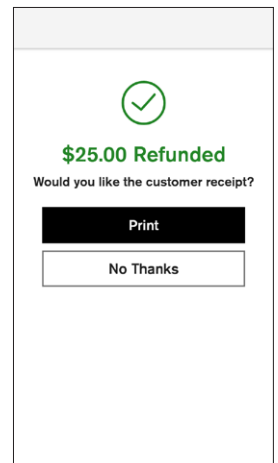 $25.00 Refunded
Would you like the customer receipt?
Print
No Thanks